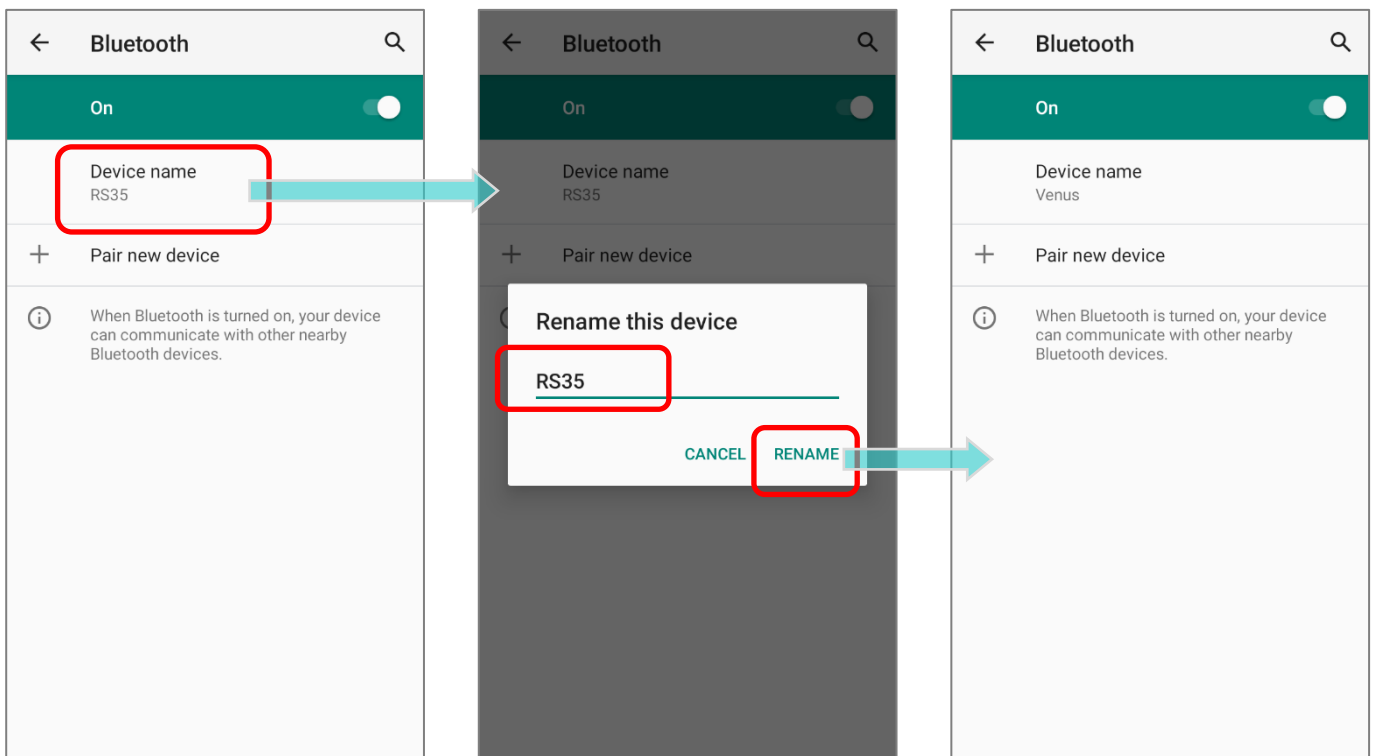 Bluetooth
On
Device name
RS35
Pair new device
When Bluetooth is turned on, your device
can communicate with other nearby
Bluetooth devices.
Bluetooth
On
Device name
RS35
Pair new device
Rename this device
RS35
CANCEL RENAME
Bluetooth
On
Device name
Venus
Pair new device
When Bluetooth is turned on, your device
can communicate with other nearby
Bluetooth devices.